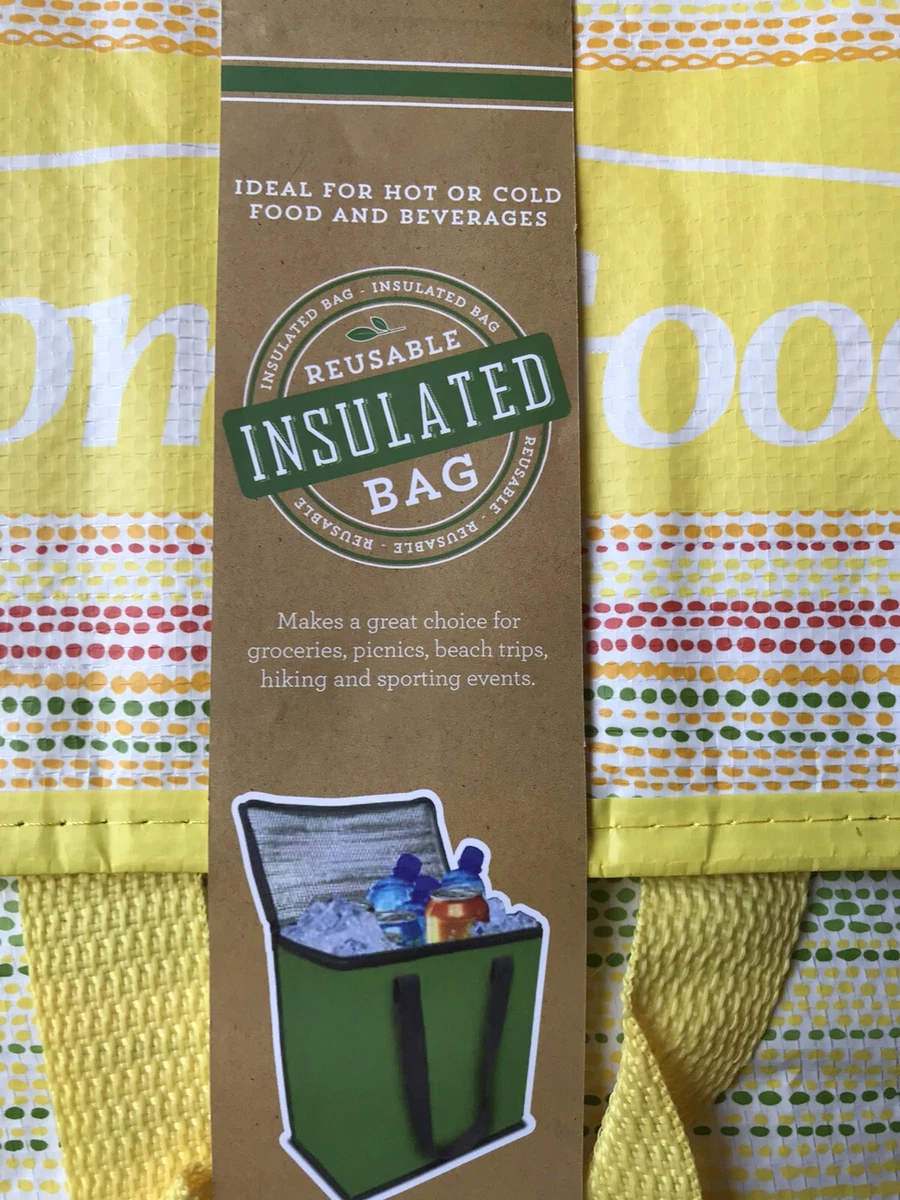 IDEAL FOR HOT OR COLD
FOOD AND BEVERAGES
INSULATED BAG - INSULATED BAG
REUSABLE
INSULATED
BAG
REUSABLE - REUSABLE - REUSABLE
Makes a great choice for
groceries, picnics, beach trips,
hiking and sporting events.